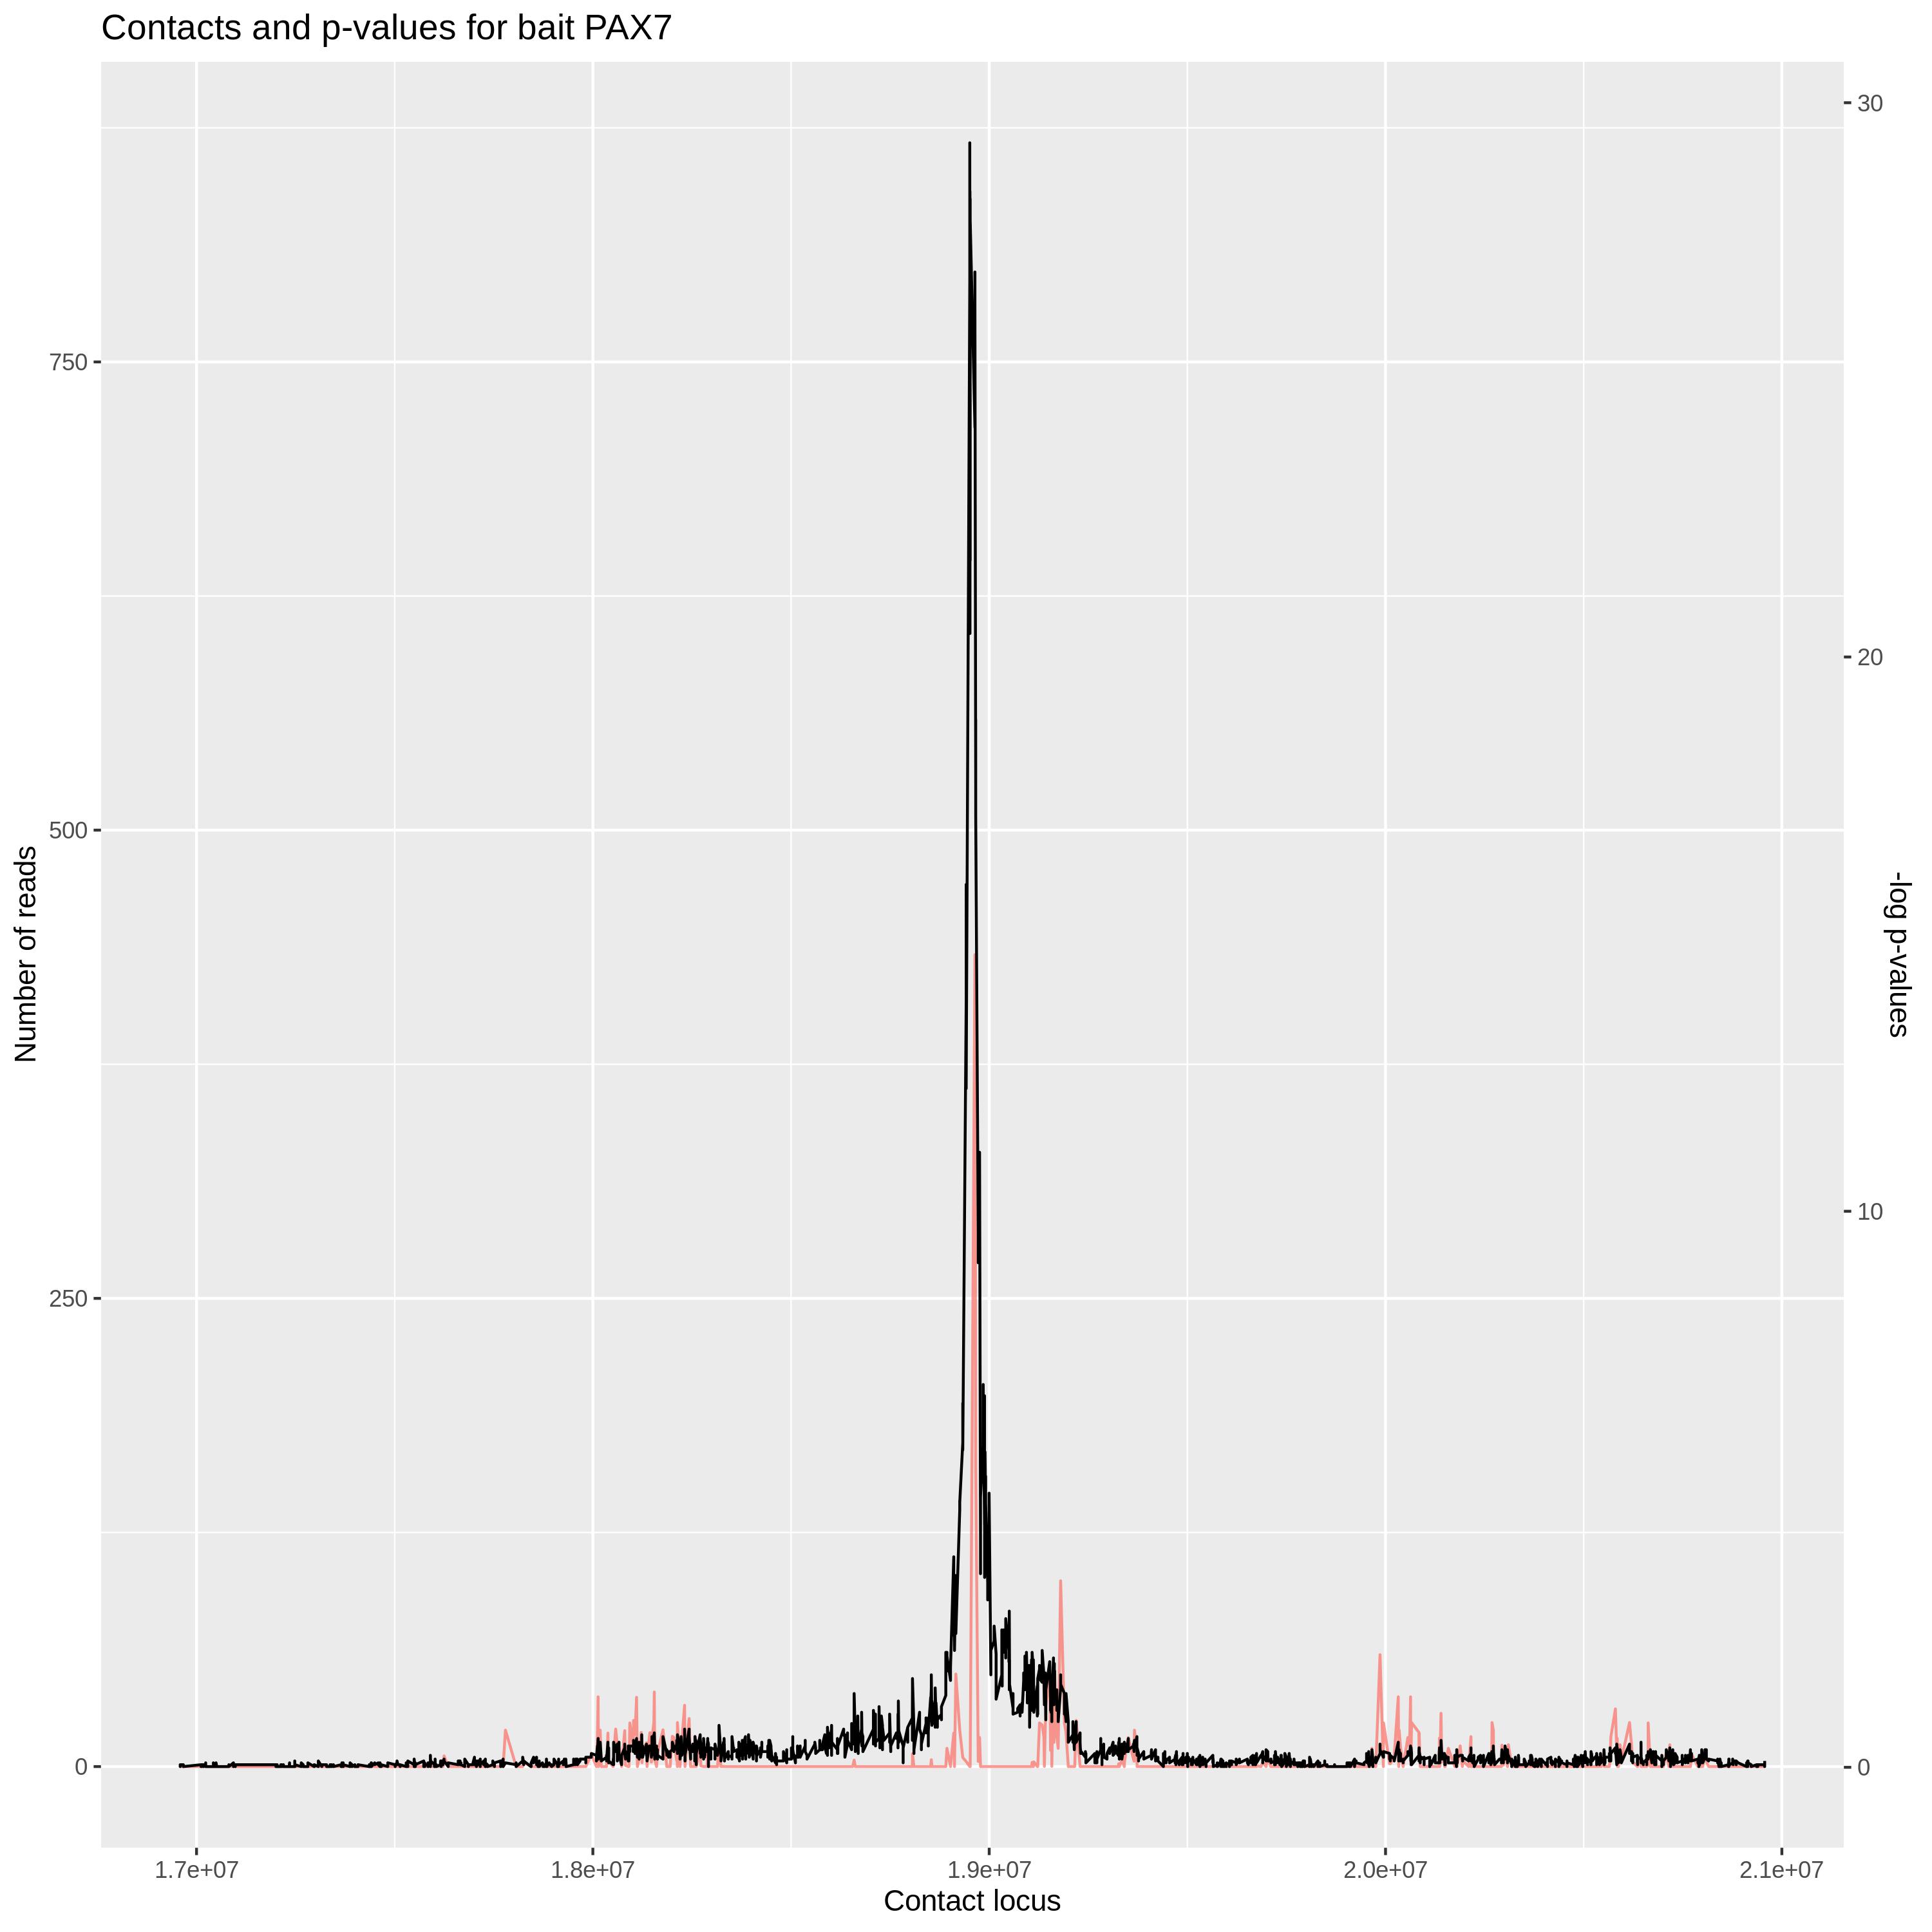 Contacts and p-values for bait PAX7
30
750
20
500
Number of reads
-log p-values
10
250
0
0
1.7e+07 1.8e+07 1.9e+07 2.0e+07 2.1e+07
Contact locus